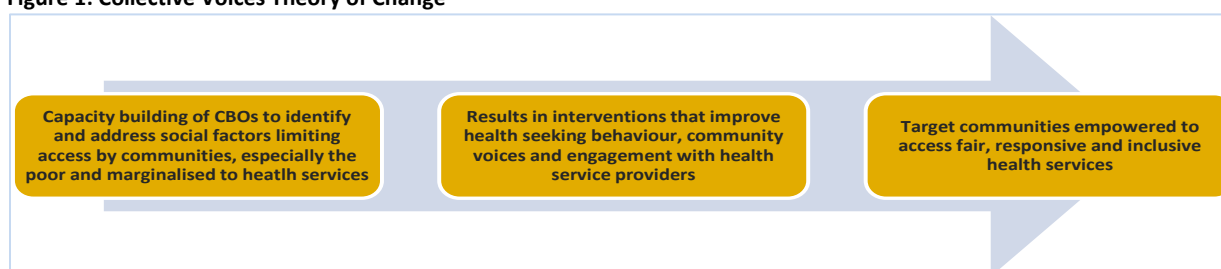 Figure 1: Collective Voices Theory of Change
Capacity building of CBOs to identify
and address social factors limiting
access by communities, especially the
poor and marginalised to heatlh services
Results in interventions that improve
health seeking behaviour, community
voices and engagement with health
service providers
Target communities empowered to
access fair, responsive and inclusive
health services